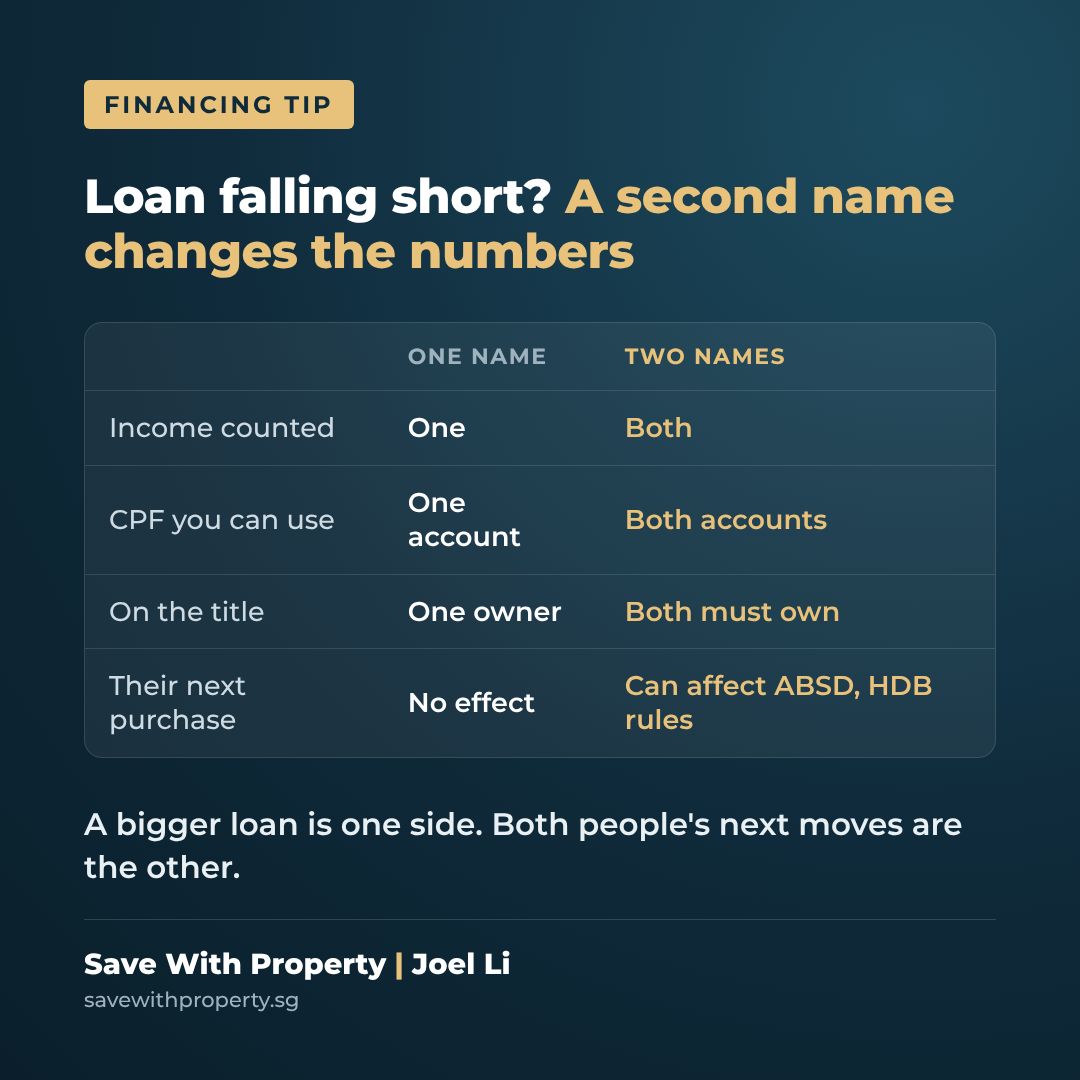 FINANCING TIP
Loan falling short? A second name
changes the numbers
ONE NAME TWO NAMES
Income counted One Both
CPF you can use One account Both accounts
On the title One owner Both must own
Their next purchase No effect Can affect ABSD, HDB rules
A bigger loan is one side. Both people's next moves are
the other.
Save With Property | Joel Li
savewithproperty.sg